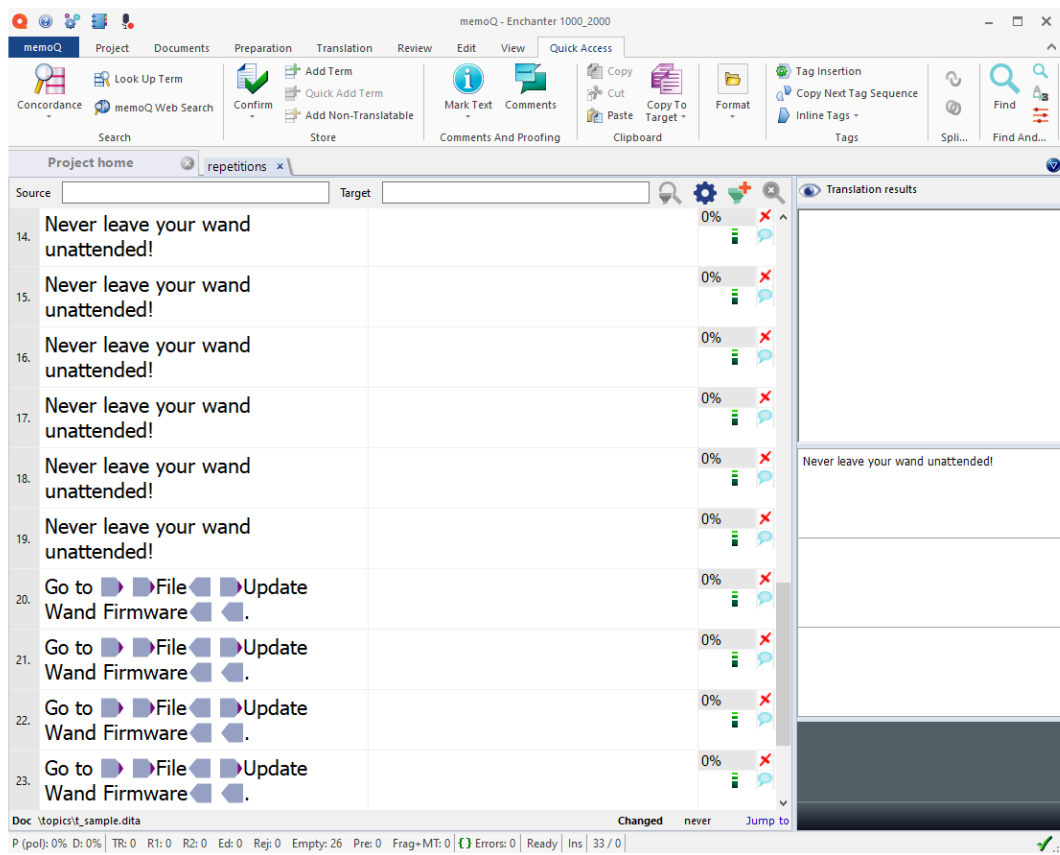 memoQ - Enchanter 1000_2000
memoQ Project Documents Preparation Translation Review Edit View Quick Access
Concordance
Look Up Term
memoQ Web Search
Search
Confirm
Add Term
Quick Add Term
Add Non-Translatable
Store
Mark Text Comments
Comments And Proofing
Copy
Cut
Paste
Copy To
Target
Clipboard
Format
Tag Insertion
Copy Next Tag Sequence
Inline Tags
Tags
Spli...
Find
Find And...
Project home repetitions
Source Target
Translation results
14. Never leave your wand 0%
unattended!
15. Never leave your wand 0%
unattended!
16. Never leave your wand 0%
unattended!
17. Never leave your wand 0%
unattended!
18. Never leave your wand 0%
unattended!
19. Never leave your wand 0%
unattended!
20. Go to File Update 0%
Wand Firmware .
21. Go to File Update 0%
Wand Firmware .
22. Go to File Update 0%
Wand Firmware .
23. Go to File Update 0%
Wand Firmware .
Never leave your wand unattended!
Doc \topics\t_sample.dita Changed never Jump to
P (pol): 0% D: 0% TR: 0 R1: 0 R2: 0 Ed: 0 Rej: 0 Empty: 26 Pre: 0 Frag+MT: 0 {} Errors: 0 Ready Ins 33 / 0